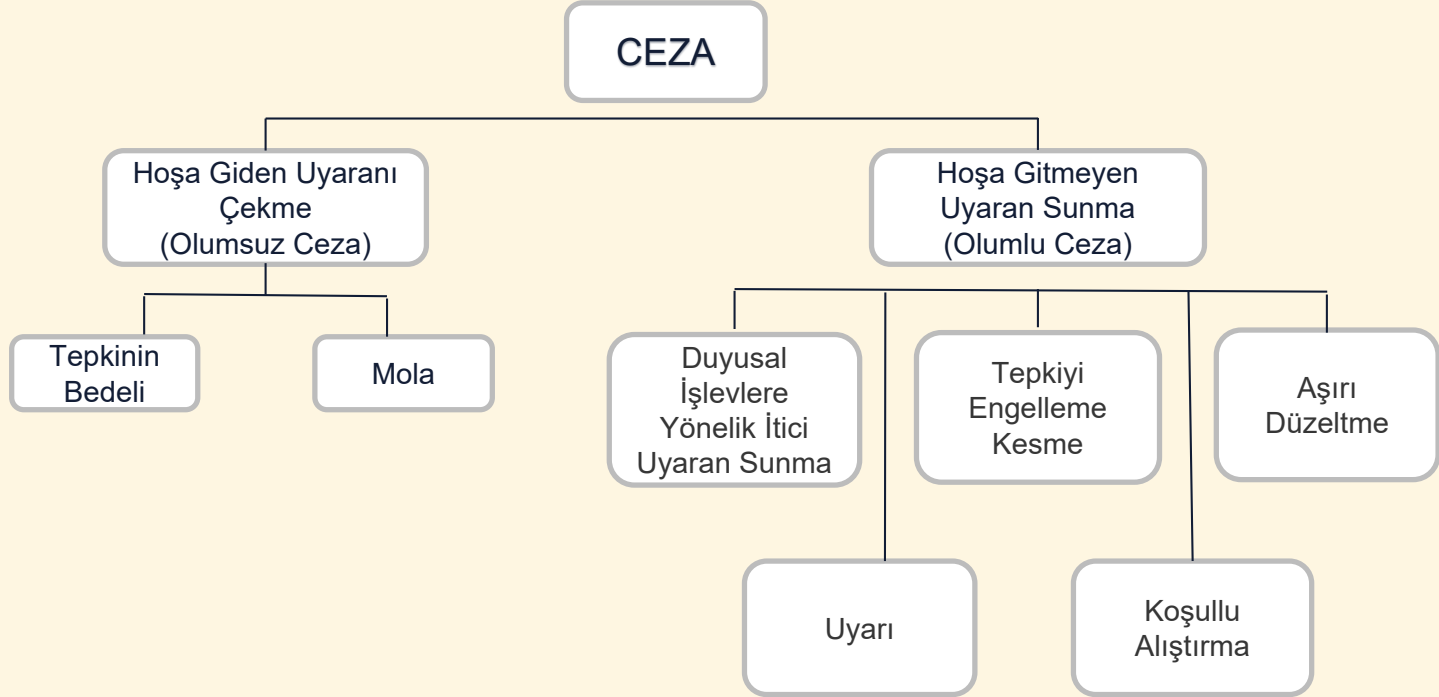 CEZA
Hoşa Giden Uyaranı
Çekme
(Olumsuz Ceza)
Hoşa Gitmeyen
Uyaran Sunma
(Olumlu Ceza)
Tepkinin
Bedeli
Mola
Duyusal
İşlevlere
Yönelik İtici
Uyaran Sunma
Tepkiyi
Engelleme
Kesme
Aşırı
Düzeltme
Uyarı
Koşullu
Alıştırma